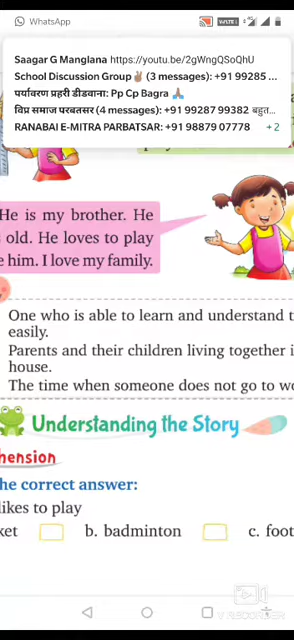 WhatsApp
Saagar G Manglana https://youtu.be/2gWngQSoQhU
School Discussion Group ✌🏼 (3 messages): +91 99285 ...
पर्यावरण प्रहरी डीडवाना: Pp Cp Bagra 🙏🏼
विप्र समाज परबतसर (4 messages): +91 99287 99382 बहुत...
RANABAI E-MITRA PARBATSAR: +91 98879 07778 +2
He is my brother. He
old. He loves to play
him. I love my family.
One who is able to learn and understand t
easily.
Parents and their children living together i
house.
The time when someone does not go to wo
Understanding the Story
hension
he correct answer:
likes to play
ket b. badminton c. foot
V RECORDER